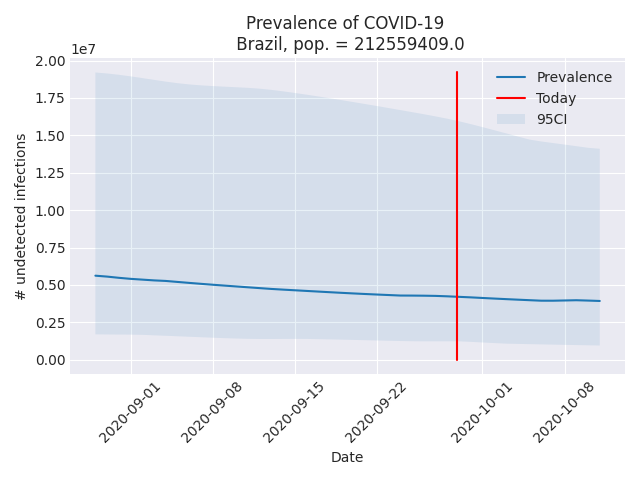 Prevalence of COVID-19
Brazil, pop. = 212559409.0
1e7
2.00
1.75
1.50
1.25
1.00
0.75
0.50
0.25
0.00
# undetected infections
Prevalence
Today
95CI
2020-09-01
2020-09-08
2020-09-15
2020-09-22
2020-10-01
2020-10-08
Date